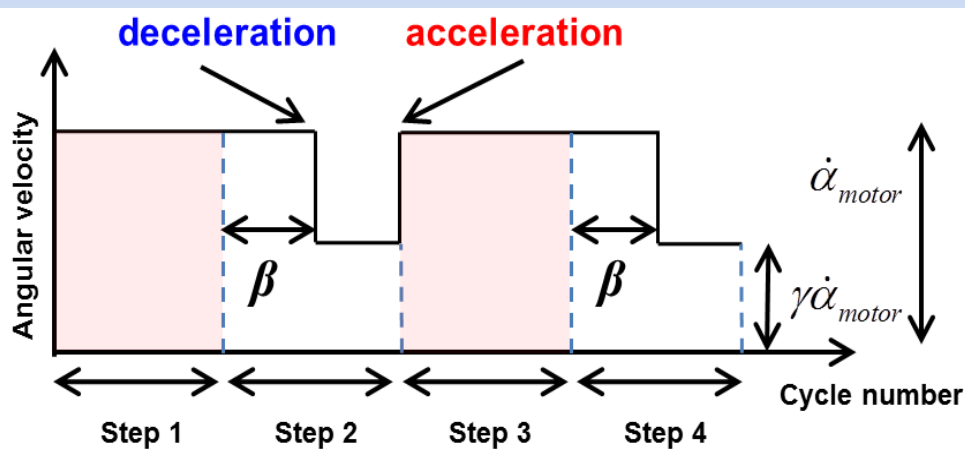 deceleration acceleration
Angular velocity
α̇motor
β β
γα̇motor
Cycle number
Step 1 Step 2 Step 3 Step 4